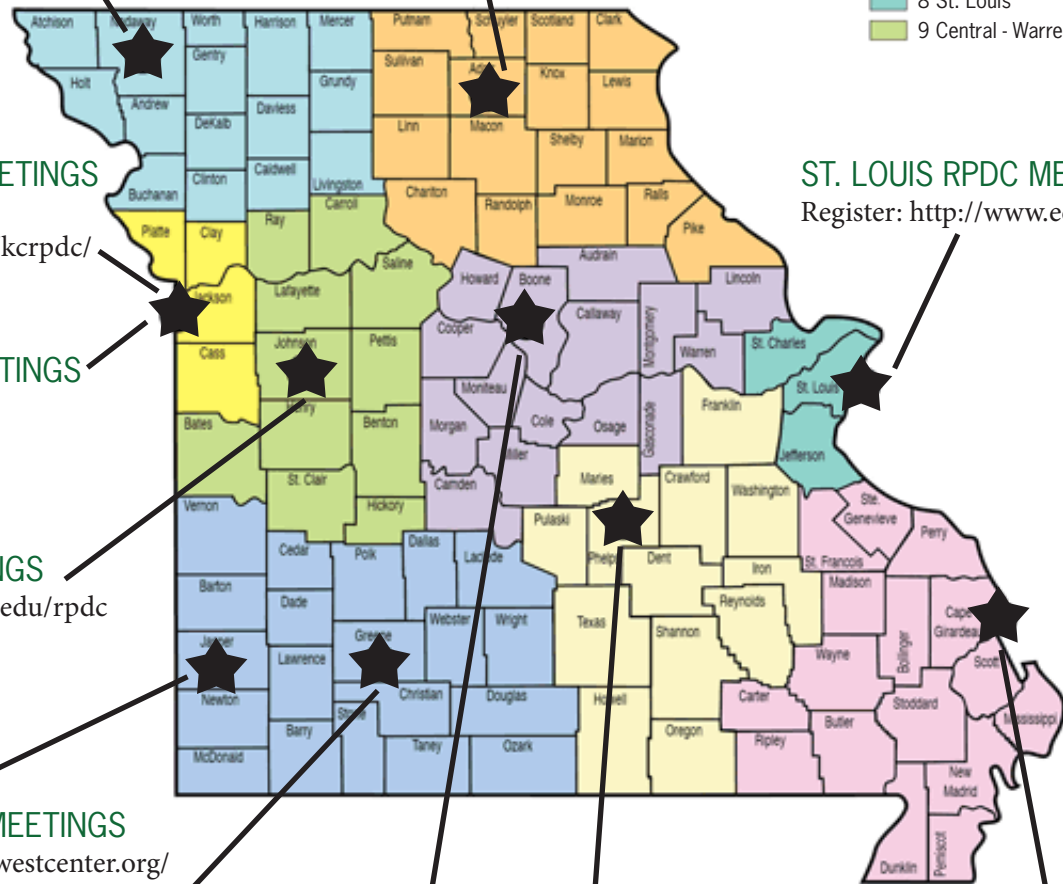 8 St. Louis
9 Central - Warre
Atchison
Nodaway
Worth
Harrison
Mercer
Putnam
Schuyler
Scotland
Clark
Gentry
Sullivan
Adair
Knox
Lewis
Holt
Grundy
Andrew
DeKalb
Daviess
Linn
Macon
Shelby
Marion
Buchanan
Clinton
Caldwell
Livingston
Chariton
Randolph
Monroe
Ralls
Pike
ETINGS
kcrpdc/
ST. LOUIS RPDC ME
Register: http://www.e
Platte
Clay
Ray
Carroll
Saline
Howard
Boone
Audrain
Lincoln
Jackson
Lafayette
Cooper
Callaway
Montgomery
Warren
St. Charles
St. Louis
TINGS
Cass
Johnson
Pettis
Moniteau
Cole
Osage
Gasconade
Franklin
Jefferson
Bates
Henry
Benton
Morgan
Miller
Maries
Crawford
Washington
St. Clair
Hickory
Camden
Pulaski
Phelps
Dent
Ste.
Genevieve
Perry
St. Francois
Vernon
Cedar
Polk
Dallas
Laclede
Iron
Madison
NGS
edu/rpdc
Barton
Dade
Webster
Wright
Texas
Shannon
Reynolds
Wayne
Bollinger
Cape
Girardeau
Scott
Jasper
Lawrence
Greene
Newton
Christian
Douglas
Howell
Carter
Stoddard
Mississippi
Stone
Barry
Taney
Ozark
Oregon
Ripley
Butler
McDonald
New
Madrid
Dunklin
Pemiscot
MEETINGS
westcenter.org/